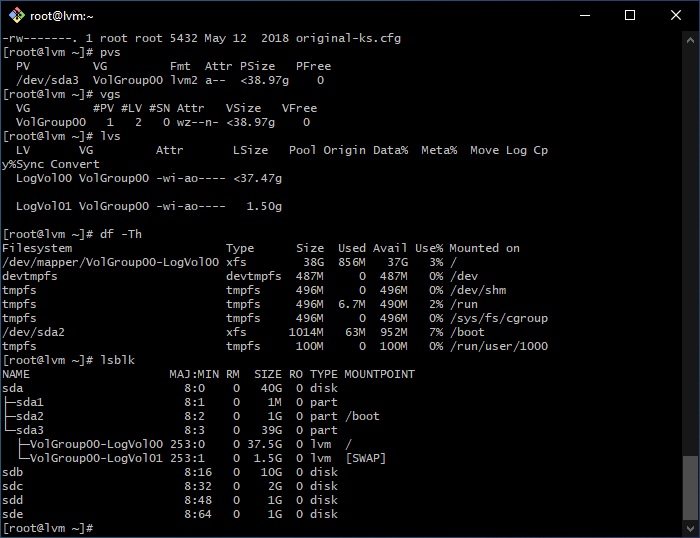 root@lvm:~
-rw-------. 1 root root 5432 May 12  2018 original-ks.cfg
[root@lvm ~]# pvs
  PV         VG         Fmt  Attr PSize   PFree
  /dev/sda3  VolGroup00 lvm2 a--  <38.97g    0
[root@lvm ~]# vgs
  VG         #PV #LV #SN Attr   VSize   VFree
  VolGroup00   1   2   0 wz--n- <38.97g    0
[root@lvm ~]# lvs
  LV       VG         Attr       LSize   Pool Origin Data%  Meta%  Move Log Cp
y%Sync Convert
  LogVol00 VolGroup00 -wi-ao---- <37.47g
  LogVol01 VolGroup00 -wi-ao----   1.50g
[root@lvm ~]# df -Th
Filesystem                      Type      Size  Used Avail Use% Mounted on
/dev/mapper/VolGroup00-LogVol00 xfs        38G  856M   37G   3% /
devtmpfs                        devtmpfs  487M     0  487M   0% /dev
tmpfs                           tmpfs     496M     0  496M   0% /dev/shm
tmpfs                           tmpfs     496M  6.7M  490M   2% /run
tmpfs                           tmpfs     496M     0  496M   0% /sys/fs/cgroup
/dev/sda2                       xfs      1014M   63M  952M   7% /boot
tmpfs                           tmpfs     100M     0  100M   0% /run/user/1000
[root@lvm ~]# lsblk
NAME                    MAJ:MIN RM  SIZE RO TYPE MOUNTPOINT
sda                       8:0    0   40G  0 disk
├─sda1                    8:1    0    1M  0 part
├─sda2                    8:2    0    1G  0 part /boot
└─sda3                    8:3    0   39G  0 part
  ├─VolGroup00-LogVol00 253:0    0 37.5G  0 lvm  /
  └─VolGroup00-LogVol01 253:1    0  1.5G  0 lvm  [SWAP]
sdb                       8:16   0   10G  0 disk
sdc                       8:32   0    2G  0 disk
sdd                       8:48   0    1G  0 disk
sde                       8:64   0    1G  0 disk
[root@lvm ~]#